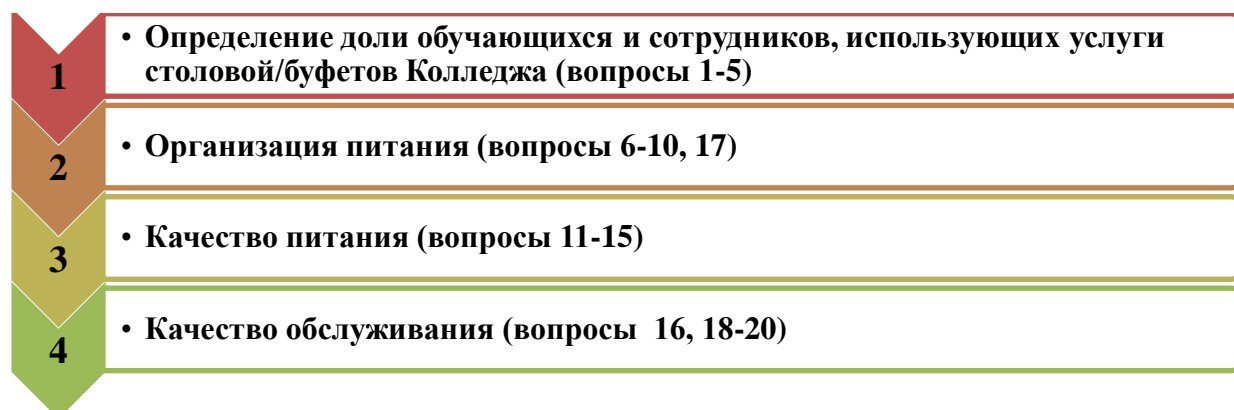 1
• Определение доли обучающихся и сотрудников, использующих услуги
столовой/буфетов Колледжа (вопросы 1-5)
2
• Организация питания (вопросы 6-10, 17)
3
• Качество питания (вопросы 11-15)
4
• Качество обслуживания (вопросы 16, 18-20)